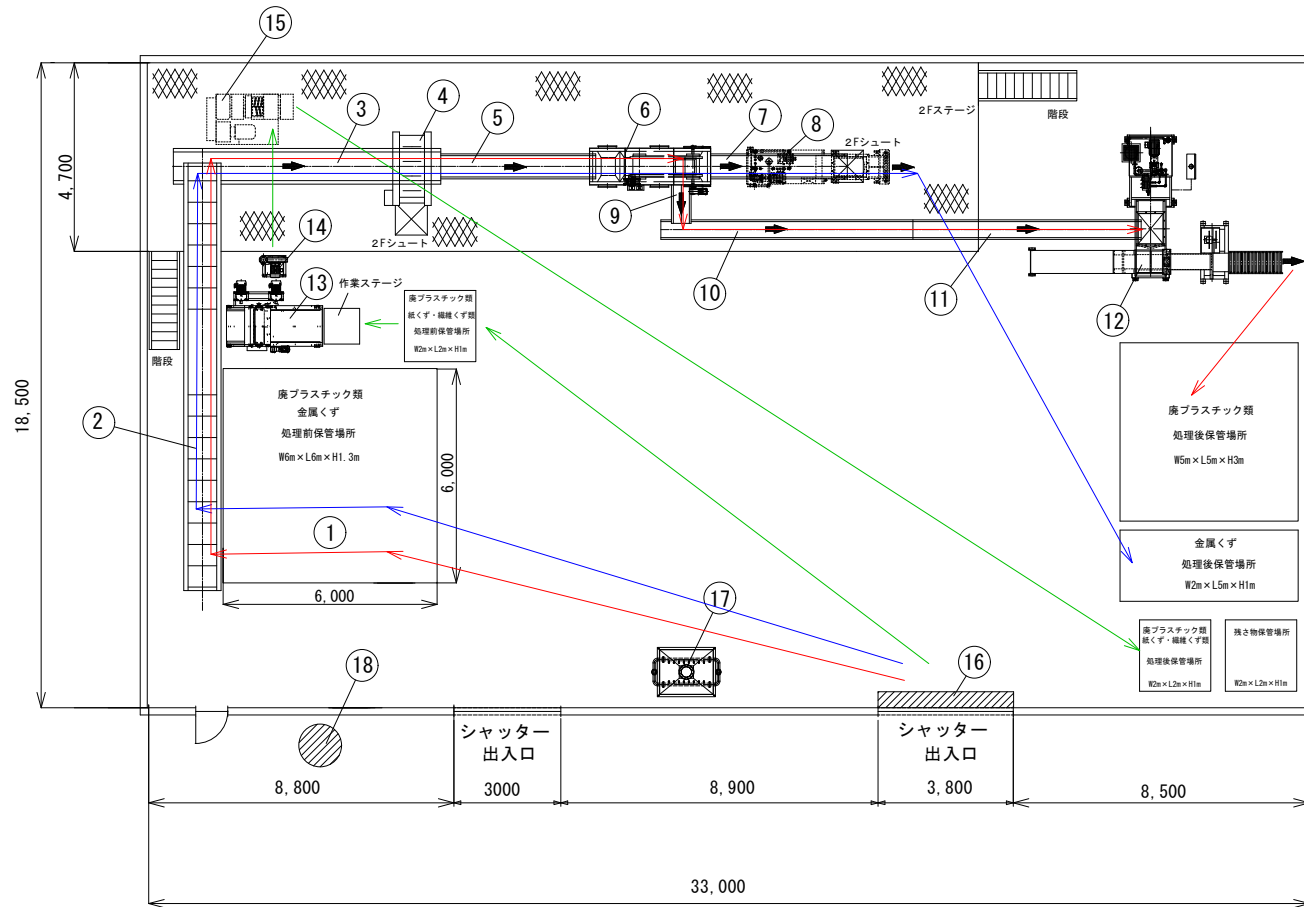 15
3
4
5
6
7
8
2Fステージ
階段
2Fシュート
4,700
9
14
2Fシュート
10
11
12
13
作業ステージ
廃プラスチック類
紙くず・繊維くず類
処理前保管場所
W2m×L2m×H1m
階段
18,500
2
廃プラスチック類
金属くず
処理前保管場所
W6m×L6m×H1.3m
6,000
1
6,000
廃プラスチック類
処理後保管場所
W5m×L5m×H3m
金属くず
処理後保管場所
W2m×L5m×H1m
廃プラスチック類
紙くず・繊維くず類
処理後保管場所
W2m×L2m×H1m
残さ物保管場所
W2m×L2m×H1m
17
16
18
シャッター
出入口
シャッター
出入口
8,800
3000
8,900
3,800
8,500
33,000